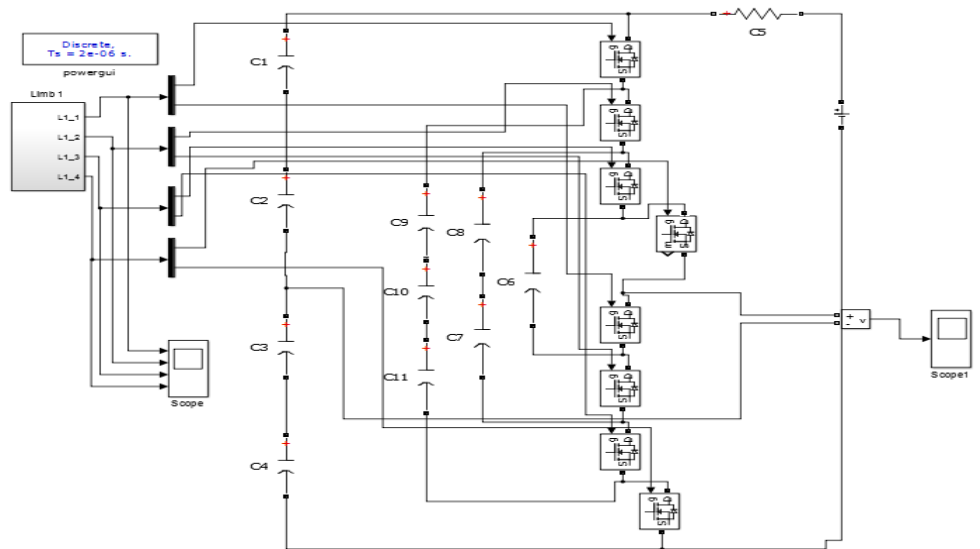 C5
Discrete,
Ts = 2e-06 s.
powergui
C1
Limb 1
L1_1
L1_2
L1_3
L1_4
C2
C9
C8
C6
C10
C7
C3
C11
C4
Scope
+
-
v
Scope1
g
D
S
g
S
g
S
g
S
m
g
S
g
S
g
S
g
S